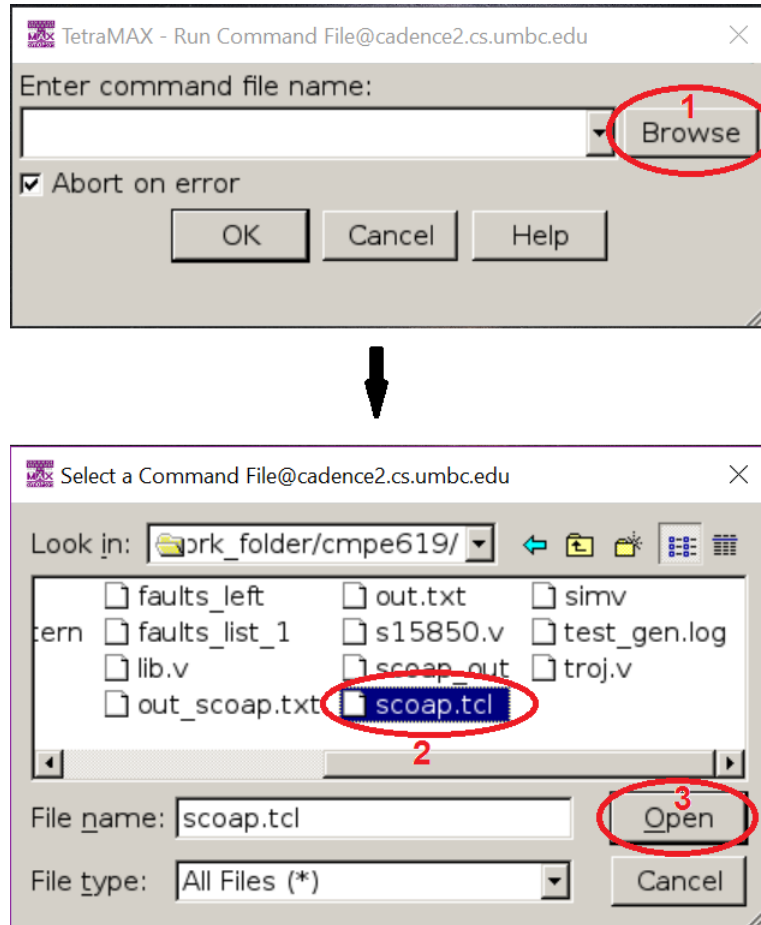 TetraMAX - Run Command File@cadence2.cs.umbc.edu
Enter command file name:
1
Browse
Abort on error
OK Cancel Help
Select a Command File@cadence2.cs.umbc.edu
Look in: ork_folder/cmpe619/
faults_left out.txt simv
tern faults_list_1 s15850.v test_gen.log
lib.v scoap_out troj.v
out_scoap.txt scoap.tcl
2
3
File name: scoap.tcl Open
File type: All Files (*) Cancel